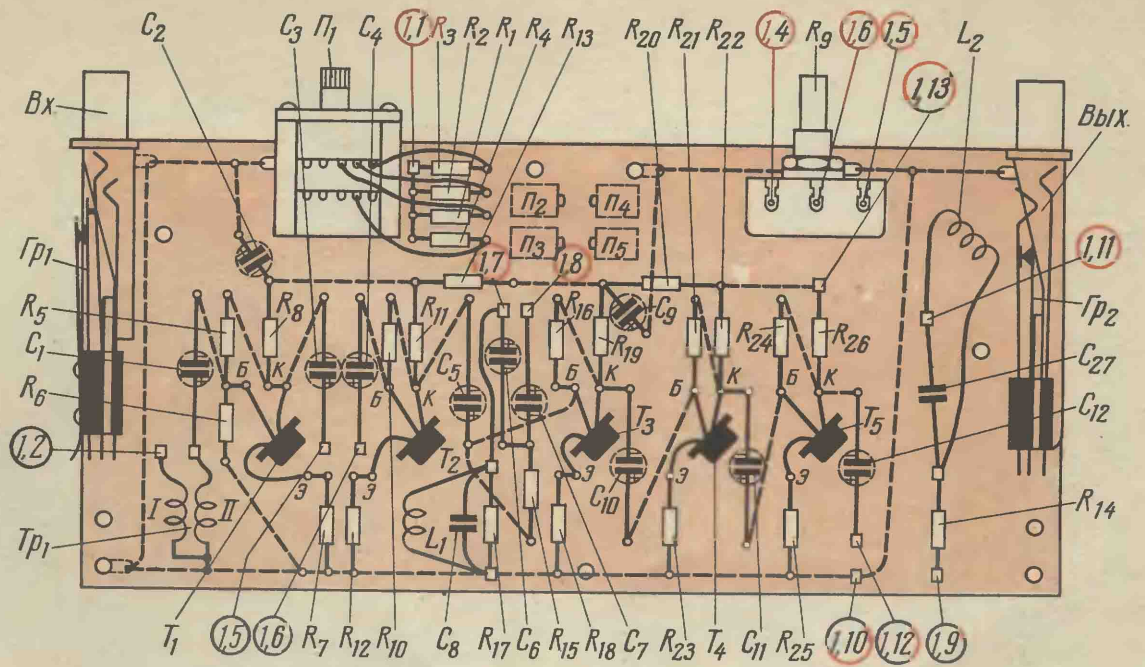 C2 C3 П1 C4 1,1 R3 R2 R1 R4 R13 R20 R21 R22 1,4 R9 1,6 1,5 L2
1,13
Вх. Вых.
П2 П4
П3 П5
1,7 1,8
1,11
Гр1 Гр2
R5 R8 R11 R16 R19 C9 R24 R26
C1 C5 C27
Б К Б К Б К Б К Б К
R6 T3 T5 C12
1,2 T2 C10
Э Э Э Э Э
I II L1 R14
Тр1
T1 1,5 1,6 R7 R12 R10 C8 R17 C6 R15 R18 C7 R23 T4 C11 R25 1,10 1,12 1,9